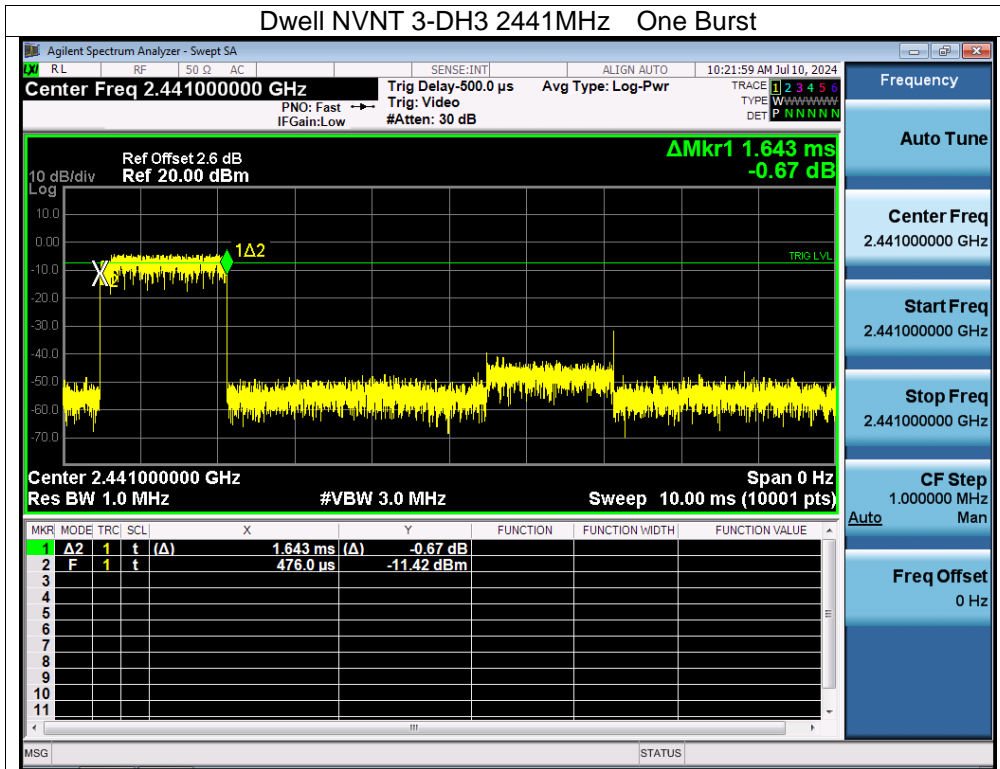 Dwell NVNT 3-DH3 2441MHz One Burst
Agilent Spectrum Analyzer - Swept SA
LXI RL RF 50 Ω AC SENSE:INT ALIGN AUTO 10:21:59 AM Jul 10, 2024
Center Freq 2.441000000 GHz
PNO: Fast
IFGain:Low
Trig Delay-500.0 µs
Trig: Video
#Atten: 30 dB
Avg Type: Log-Pwr
TRACE 1 2 3 4 5 6
TYPE WWWWWW
DET P N N N N N
ΔMkr1 1.643 ms
-0.67 dB
Ref Offset 2.6 dB
10 dB/div Ref 20.00 dBm
Log
10.0
0.00
-10.0
-20.0
-30.0
-40.0
-50.0
-60.0
-70.0
1Δ2
2
TRIG LVL
Center 2.441000000 GHz Span 0 Hz
Res BW 1.0 MHz #VBW 3.0 MHz Sweep 10.00 ms (10001 pts)
MKR MODE TRC SCL X Y FUNCTION FUNCTION WIDTH FUNCTION VALUE
1 Δ2 1 t (Δ) 1.643 ms (Δ) -0.67 dB
2 F 1 t 476.0 µs -11.42 dBm
3
4
5
6
7
8
9
10
11
MSG STATUS
Frequency
Auto Tune
Center Freq
2.441000000 GHz
Start Freq
2.441000000 GHz
Stop Freq
2.441000000 GHz
CF Step
1.000000 MHz
Auto Man
Freq Offset
0 Hz